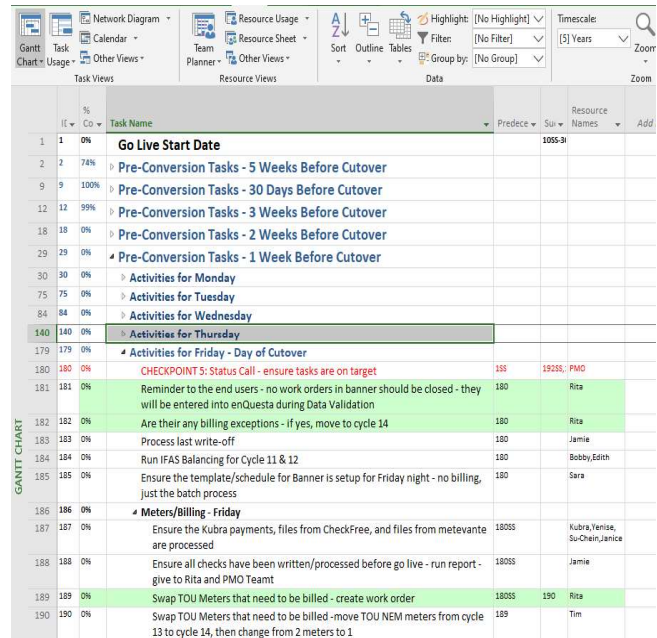 Gantt Chart
Task Usage
Network Diagram
Calendar
Other Views
Task Views
Team Planner
Resource Usage
Resource Sheet
Other Views
Resource Views
Sort
Outline
Tables
Highlight: [No Highlight]
Filter: [No Filter]
Group by: [No Group]
Data
Timescale:
[5] Years
Zoom
Zoom
% Co Task Name Predece Su Resource Names Add
1 1 0% Go Live Start Date
2 2 74% Pre-Conversion Tasks - 5 Weeks Before Cutover
9 9 100% Pre-Conversion Tasks - 30 Days Before Cutover
12 12 99% Pre-Conversion Tasks - 3 Weeks Before Cutover
18 18 0% Pre-Conversion Tasks - 2 Weeks Before Cutover
29 29 0% Pre-Conversion Tasks - 1 Week Before Cutover
30 30 0% Activities for Monday
75 75 0% Activities for Tuesday
84 84 0% Activities for Wednesday
140 140 0% Activities for Thursday
179 179 0% Activities for Friday - Day of Cutover
180 180 0% CHECKPOINT 5: Status Call - ensure tasks are on target 1SS 192SS, PMO
181 181 0% Reminder to the end users - no work orders in banner should be closed - they 180 Rita
will be entered into enQuesta during Data Validation
182 182 0% Are their any billing exceptions - if yes, move to cycle 14 180 Rita
183 183 0% Process last write-off 180 Jamie
184 184 0% Run IFAS Balancing for Cycle 11 & 12 180 Bobby,Edith
185 185 0% Ensure the template/schedule for Banner is setup for Friday night - no billing, 180 Sara
just the batch process
186 186 0% Meters/Billing - Friday
187 187 0% Ensure the Kubra payments, files from CheckFree, and files from metevante 180SS Kubra,Yenise,
are processed Su-Chein,Janice
188 188 0% Ensure all checks have been written/processed before go live - run report - 180SS Jamie
give to Rita and PMO Teamt
189 189 0% Swap TOU Meters that need to be billed - create work order 180SS 190 Rita
190 190 0% Swap TOU Meters that need to be billed -move TOU NEM meters from cycle 189 Tim
13 to cycle 14, then change from 2 meters to 1
GANTT CHART